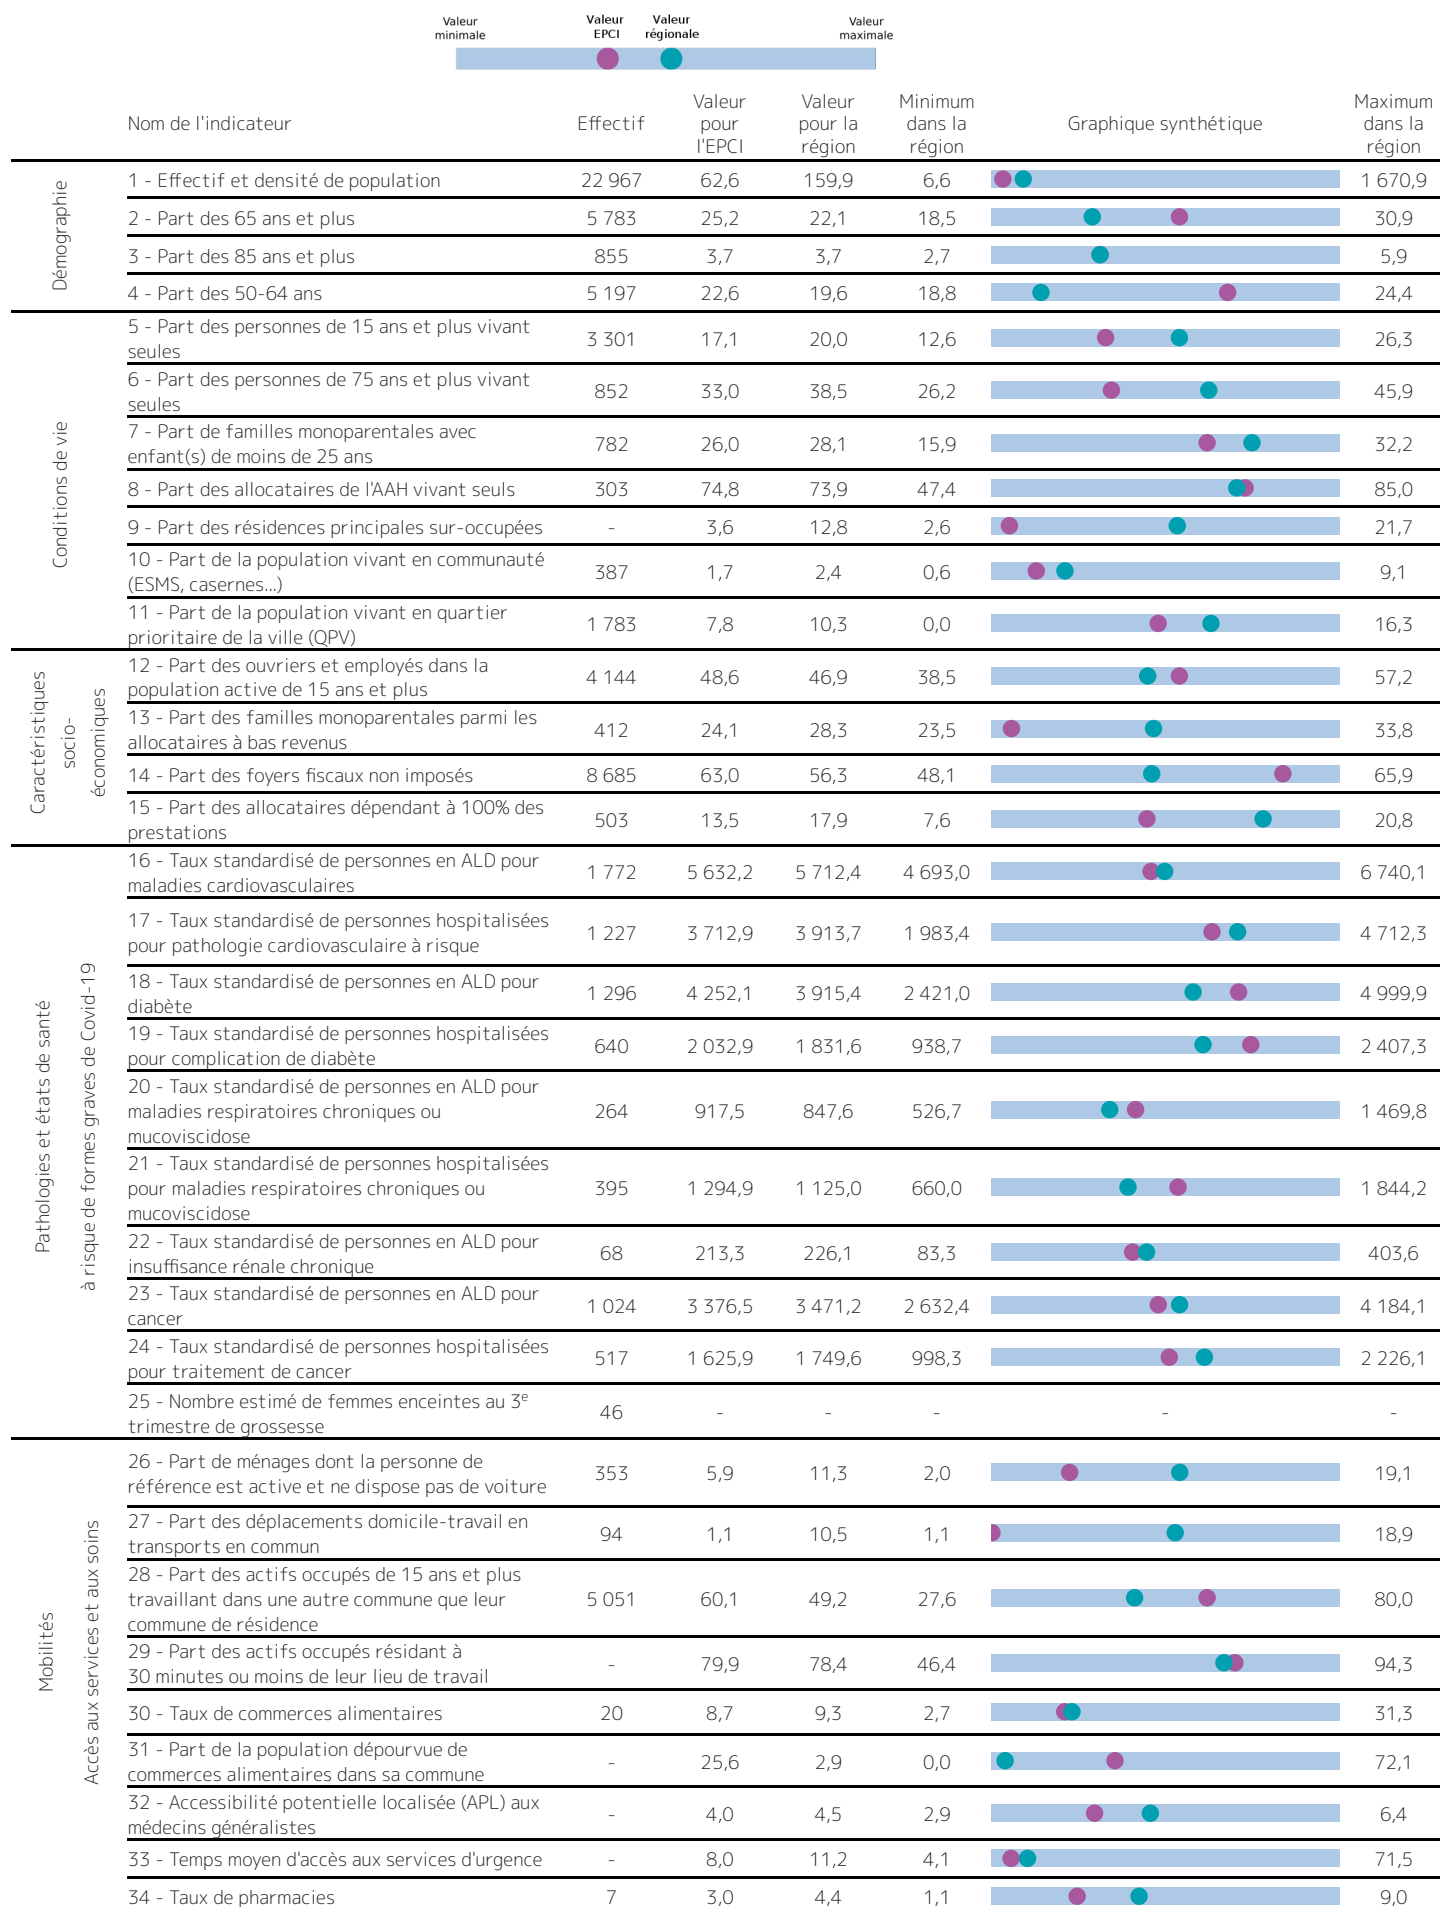 Valeur minimale
Valeur EPCI
Valeur régionale
Valeur maximale
Nom de l'indicateur
Effectif
Valeur pour l'EPCI
Valeur pour la région
Minimum dans la région
Graphique synthétique
Maximum dans la région
Démographie
1 - Effectif et densité de population 22 967 62,6 159,9 6,6 1 670,9
2 - Part des 65 ans et plus 5 783 25,2 22,1 18,5 30,9
3 - Part des 85 ans et plus 855 3,7 3,7 2,7 5,9
4 - Part des 50-64 ans 5 197 22,6 19,6 18,8 24,4
Conditions de vie
5 - Part des personnes de 15 ans et plus vivant
seules 3 301 17,1 20,0 12,6 26,3
6 - Part des personnes de 75 ans et plus vivant
seules 852 33,0 38,5 26,2 45,9
7 - Part de familles monoparentales avec
enfant(s) de moins de 25 ans 782 26,0 28,1 15,9 32,2
8 - Part des allocataires de l'AAH vivant seuls 303 74,8 73,9 47,4 85,0
9 - Part des résidences principales sur-occupées - 3,6 12,8 2,6 21,7
10 - Part de la population vivant en communauté
(ESMS, casernes...) 387 1,7 2,4 0,6 9,1
11 - Part de la population vivant en quartier
prioritaire de la ville (QPV) 1 783 7,8 10,3 0,0 16,3
Caractéristiques
socio-
économiques
12 - Part des ouvriers et employés dans la
population active de 15 ans et plus 4 144 48,6 46,9 38,5 57,2
13 - Part des familles monoparentales parmi les
allocataires à bas revenus 412 24,1 28,3 23,5 33,8
14 - Part des foyers fiscaux non imposés 8 685 63,0 56,3 48,1 65,9
15 - Part des allocataires dépendant à 100% des
prestations 503 13,5 17,9 7,6 20,8
Pathologies et états de santé
à risque de formes graves de Covid-19
16 - Taux standardisé de personnes en ALD pour
maladies cardiovasculaires 1 772 5 632,2 5 712,4 4 693,0 6 740,1
17 - Taux standardisé de personnes hospitalisées
pour pathologie cardiovasculaire à risque 1 227 3 712,9 3 913,7 1 983,4 4 712,3
18 - Taux standardisé de personnes en ALD pour
diabète 1 296 4 252,1 3 915,4 2 421,0 4 999,9
19 - Taux standardisé de personnes hospitalisées
pour complication de diabète 640 2 032,9 1 831,6 938,7 2 407,3
20 - Taux standardisé de personnes en ALD pour
maladies respiratoires chroniques ou
mucoviscidose 264 917,5 847,6 526,7 1 469,8
21 - Taux standardisé de personnes hospitalisées
pour maladies respiratoires chroniques ou
mucoviscidose 395 1 294,9 1 125,0 660,0 1 844,2
22 - Taux standardisé de personnes en ALD pour
insuffisance rénale chronique 68 213,3 226,1 83,3 403,6
23 - Taux standardisé de personnes en ALD pour
cancer 1 024 3 376,5 3 471,2 2 632,4 4 184,1
24 - Taux standardisé de personnes hospitalisées
pour traitement de cancer 517 1 625,9 1 749,6 998,3 2 226,1
25 - Nombre estimé de femmes enceintes au 3e
trimestre de grossesse 46 - - - - -
Mobilités
Accès aux services et aux soins
26 - Part de ménages dont la personne de
référence est active et ne dispose pas de voiture 353 5,9 11,3 2,0 19,1
27 - Part des déplacements domicile-travail en
transports en commun 94 1,1 10,5 1,1 18,9
28 - Part des actifs occupés de 15 ans et plus
travaillant dans une autre commune que leur
commune de résidence 5 051 60,1 49,2 27,6 80,0
29 - Part des actifs occupés résidant à
30 minutes ou moins de leur lieu de travail - 79,9 78,4 46,4 94,3
30 - Taux de commerces alimentaires 20 8,7 9,3 2,7 31,3
31 - Part de la population dépourvue de
commerces alimentaires dans sa commune - 25,6 2,9 0,0 72,1
32 - Accessibilité potentielle localisée (APL) aux
médecins généralistes - 4,0 4,5 2,9 6,4
33 - Temps moyen d'accès aux services d'urgence - 8,0 11,2 4,1 71,5
34 - Taux de pharmacies 7 3,0 4,4 1,1 9,0